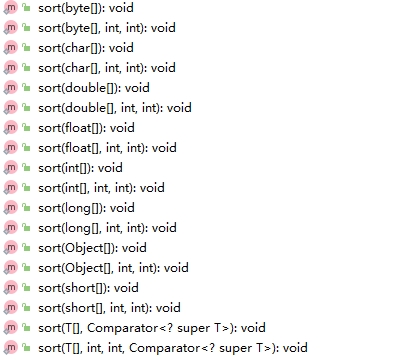 sort(byte[]): void
sort(byte[], int, int): void
sort(char[]): void
sort(char[], int, int): void
sort(double[]): void
sort(double[], int, int): void
sort(float[]): void
sort(float[], int, int): void
sort(int[]): void
sort(int[], int, int): void
sort(long[]): void
sort(long[], int, int): void
sort(Object[]): void
sort(Object[], int, int): void
sort(short[]): void
sort(short[], int, int): void
sort(T[], Comparator<? super T>): void
sort(T[], int, int, Comparator<? super T>): void